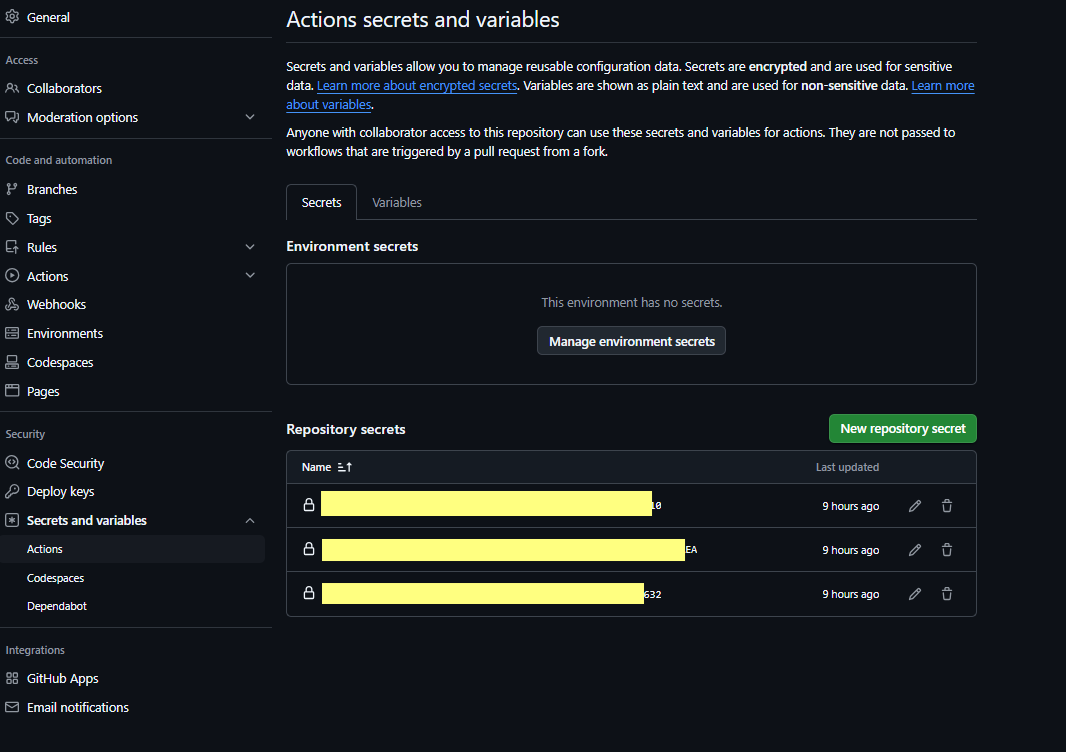 General
Access
Collaborators
Moderation options
Code and automation
Branches
Tags
Rules
Actions
Webhooks
Environments
Codespaces
Pages
Security
Code Security
Deploy keys
Secrets and variables
Actions
Codespaces
Dependabot
Integrations
GitHub Apps
Email notifications
Actions secrets and variables
Secrets and variables allow you to manage reusable configuration data. Secrets are encrypted and are used for sensitive
data. Learn more about encrypted secrets. Variables are shown as plain text and are used for non-sensitive data. Learn more
about variables.
Anyone with collaborator access to this repository can use these secrets and variables for actions. They are not passed to
workflows that are triggered by a pull request from a fork.
Secrets Variables
Environment secrets
This environment has no secrets.
Manage environment secrets
Repository secrets New repository secret
Name Last updated
10 9 hours ago
EA 9 hours ago
632 9 hours ago